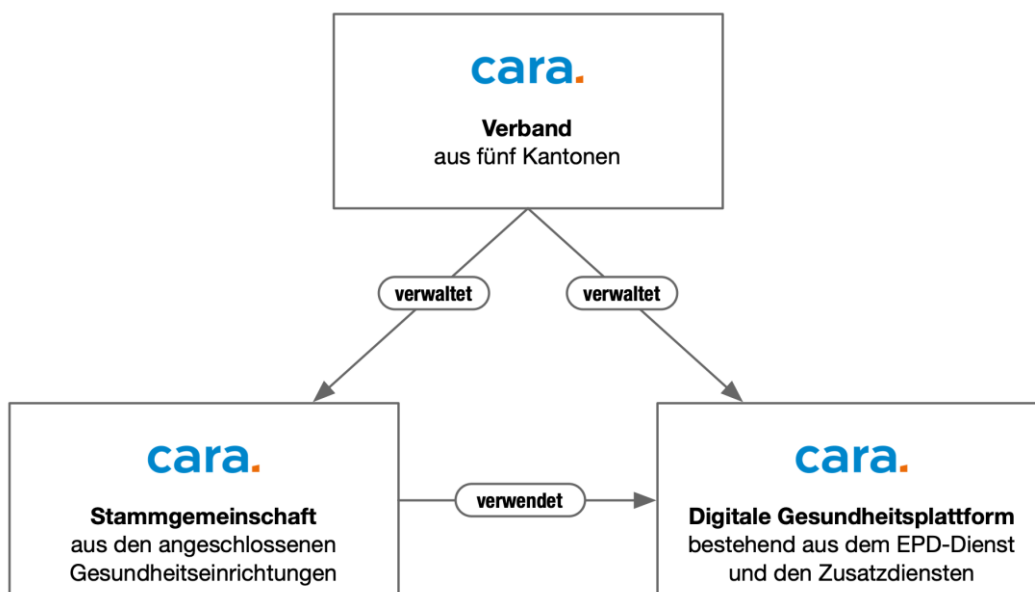 cara.
Verband
aus fünf Kantonen
verwaltet
verwaltet
cara.
Stammgemeinschaft
aus den angeschlossenen
Gesundheitseinrichtungen
verwendet
cara.
Digitale Gesundheitsplattform
bestehend aus dem EPD-Dienst
und den Zusatzdiensten